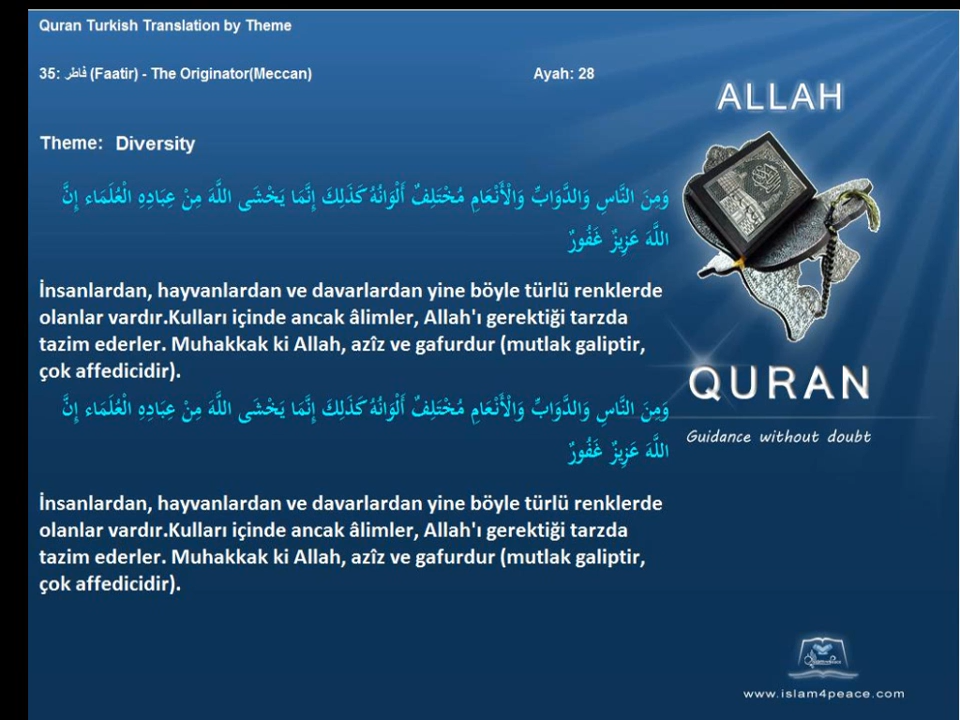 Quran Turkish Translation by Theme
35: فاطر (Faatir) - The Originator(Meccan) Ayah: 28
ALLAH
Theme: Diversity
وَمِنَ النَّاسِ وَالدَّوَابِّ وَالْأَنْعَامِ مُخْتَلِفٌ أَلْوَانُهُ كَذَلِكَ إِنَّمَا يَخْشَى اللَّهَ مِنْ عِبَادِهِ الْعُلَمَاء إِنَّ
اللَّهَ عَزِيزٌ غَفُورٌ
İnsanlardan, hayvanlardan ve davarlardan yine böyle türlü renklerde
olanlar vardır.Kulları içinde ancak âlimler, Allah'ı gerektiği tarzda
tazim ederler. Muhakkak ki Allah, azîz ve gafurdur (mutlak galiptir,
çok affedicidir).
QURAN
Guidance without doubt
وَمِنَ النَّاسِ وَالدَّوَابِّ وَالْأَنْعَامِ مُخْتَلِفٌ أَلْوَانُهُ كَذَلِكَ إِنَّمَا يَخْشَى اللَّهَ مِنْ عِبَادِهِ الْعُلَمَاء إِنَّ
اللَّهَ عَزِيزٌ غَفُورٌ
İnsanlardan, hayvanlardan ve davarlardan yine böyle türlü renklerde
olanlar vardır.Kulları içinde ancak âlimler, Allah'ı gerektiği tarzda
tazim ederler. Muhakkak ki Allah, azîz ve gafurdur (mutlak galiptir,
çok affedicidir).
www.islam4peace.com